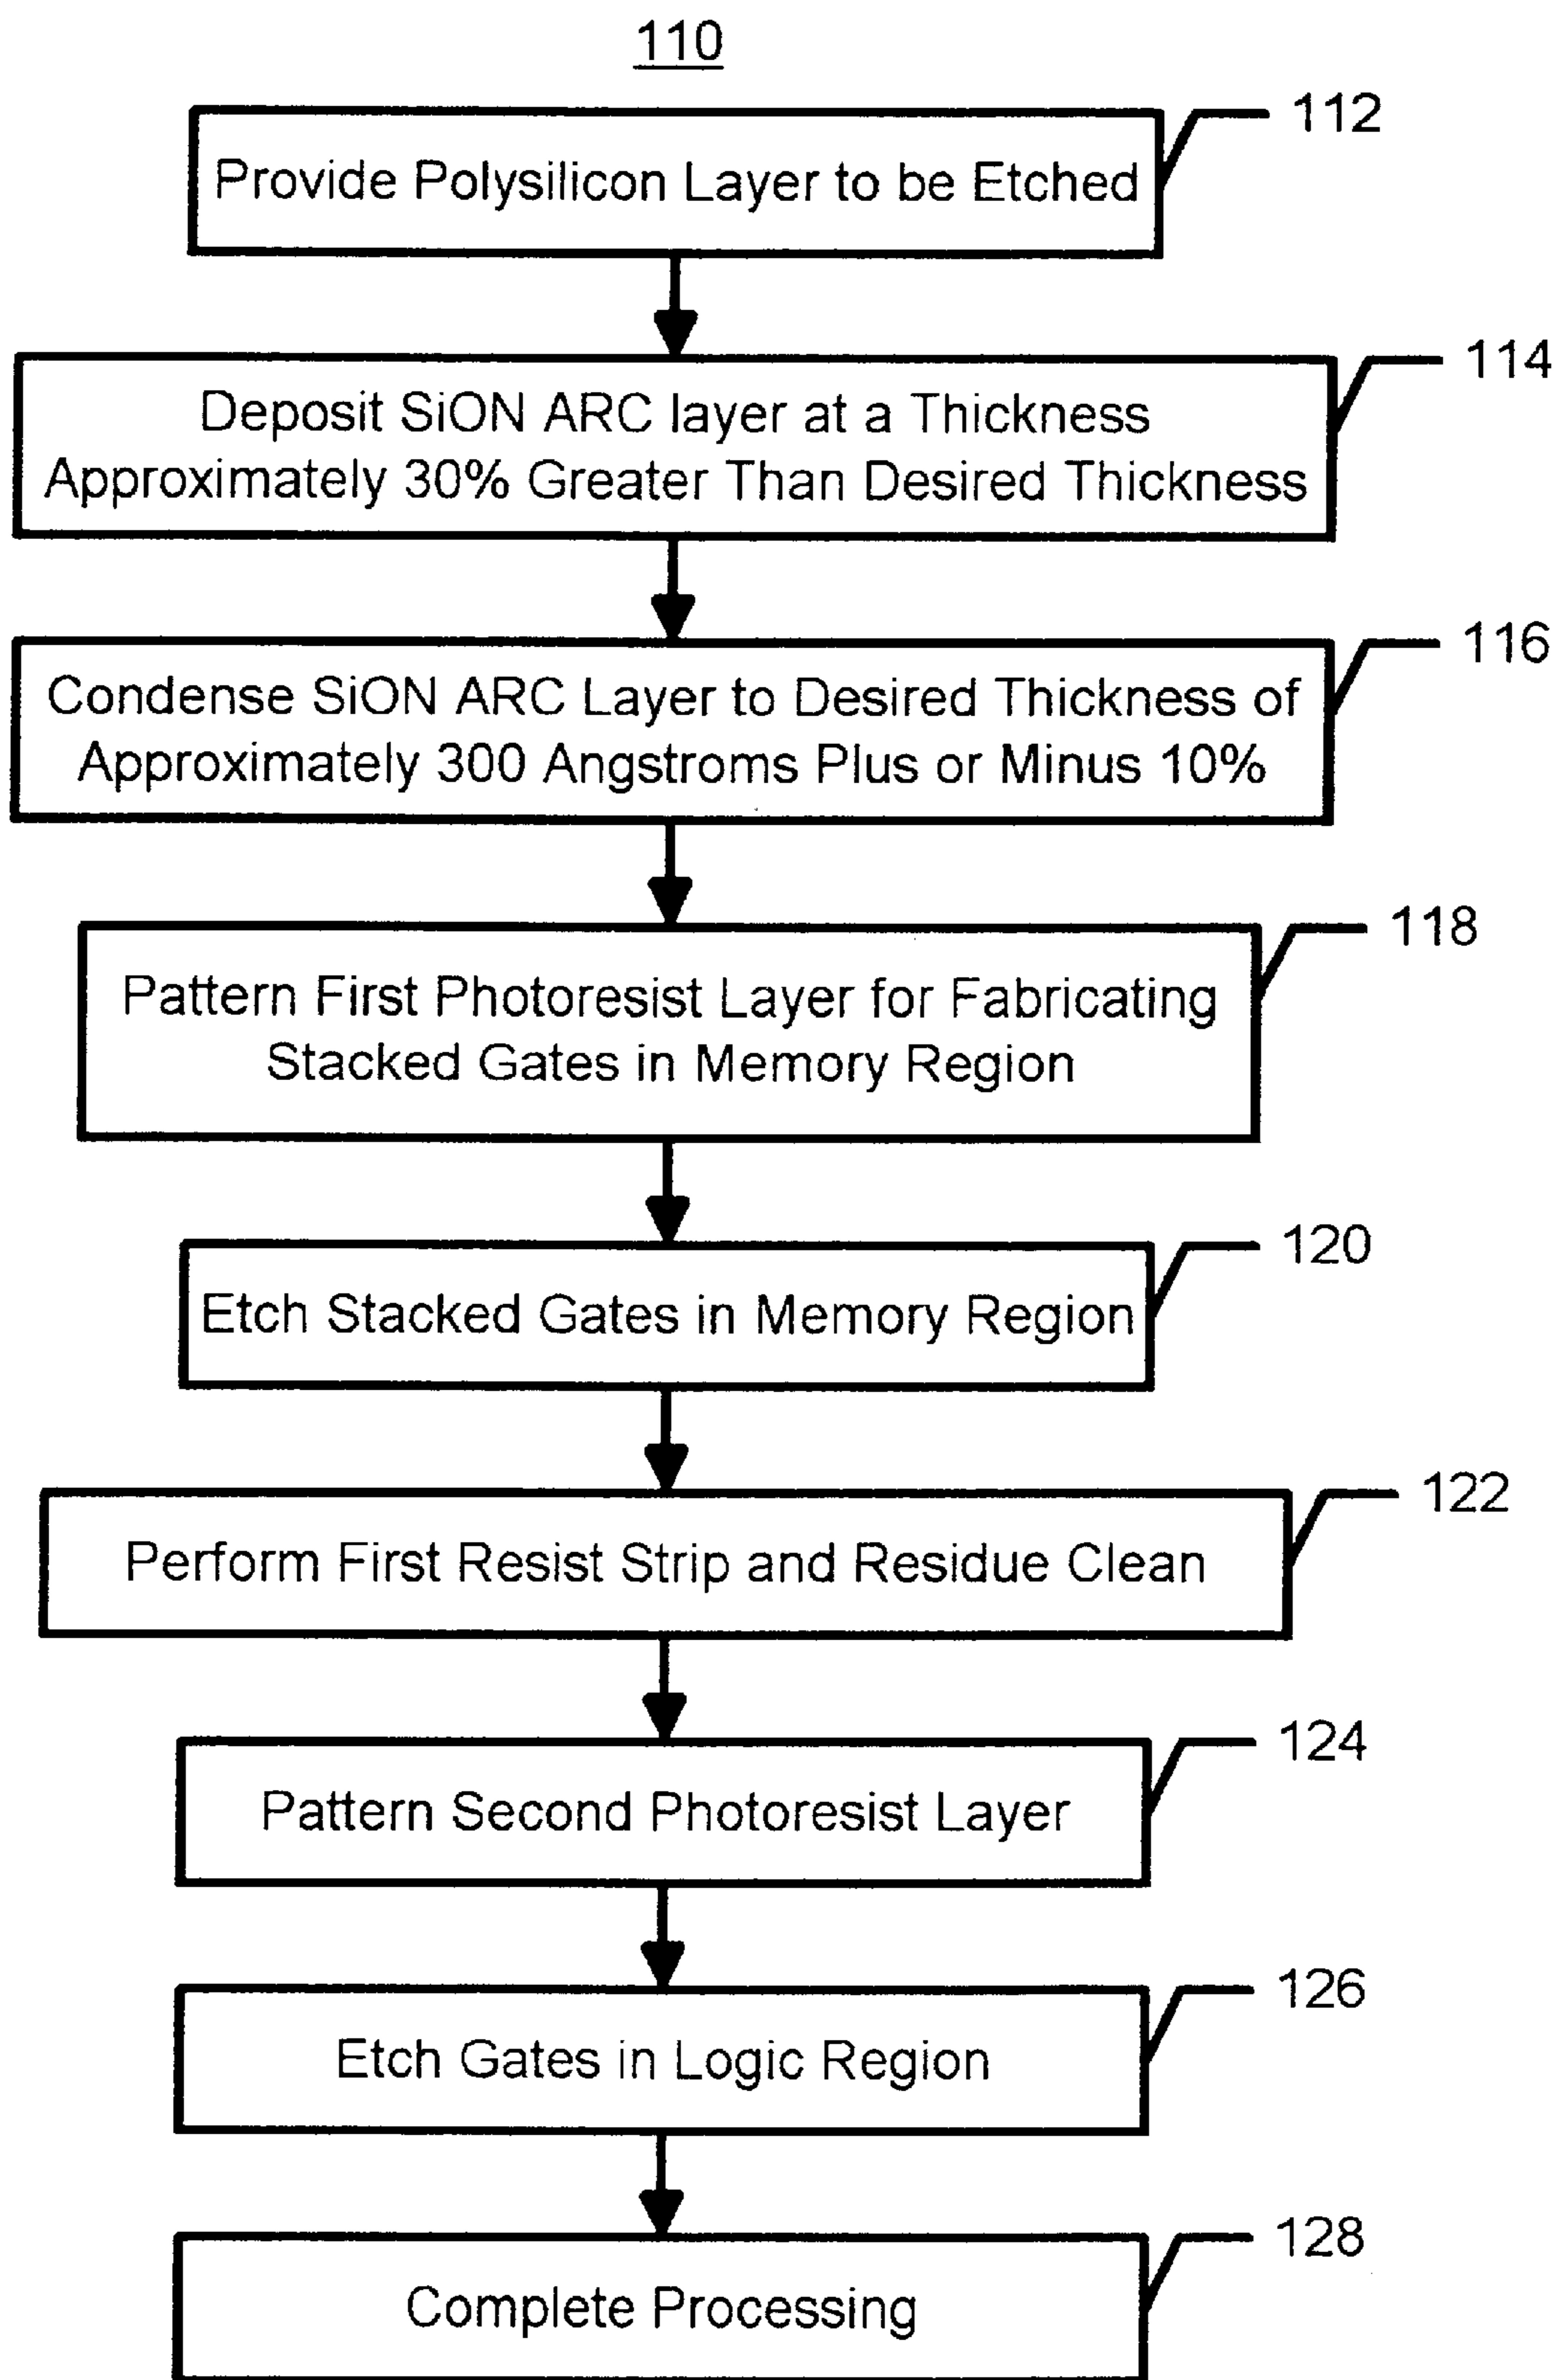 110
112
Provide Polysilicon Layer to be Etched
114
Deposit SiON ARC layer at a Thickness
Approximately 30% Greater Than Desired Thickness
116
Condense SiON ARC Layer to Desired Thickness of
Approximately 300 Angstroms Plus or Minus 10%
118
Pattern First Photoresist Layer for Fabricating
Stacked Gates in Memory Region
120
Etch Stacked Gates in Memory Region
122
Perform First Resist Strip and Residue Clean
124
Pattern Second Photoresist Layer
126
Etch Gates in Logic Region
128
Complete Processing